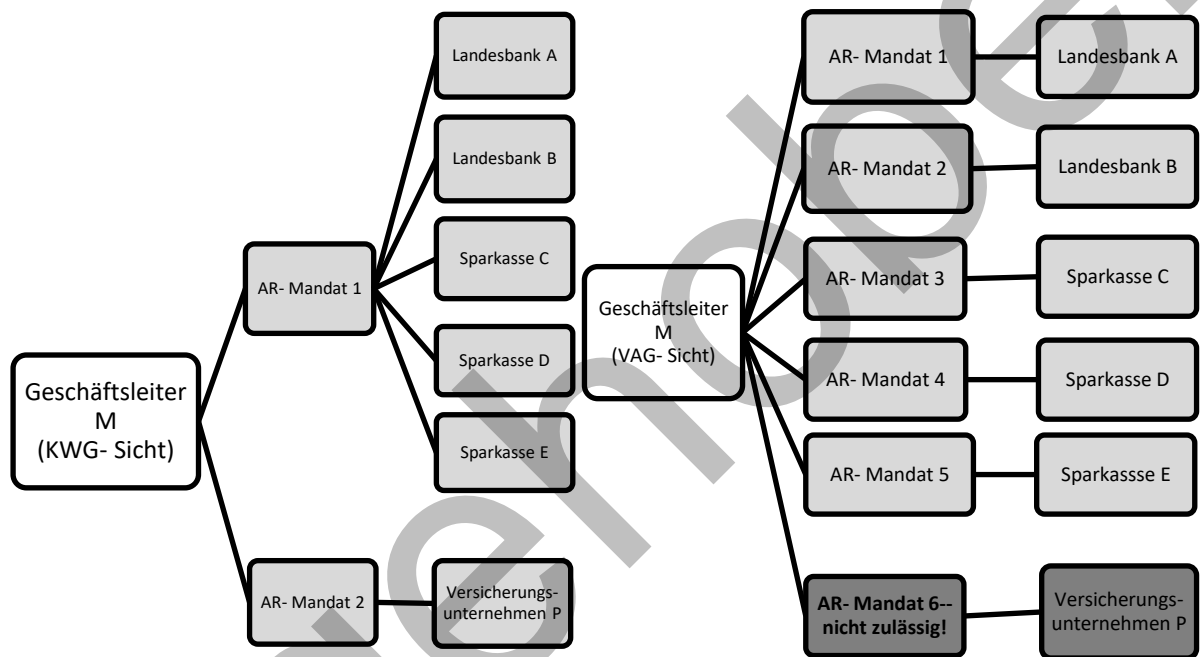 Geschäftsleiter
M
(KWG- Sicht)
AR- Mandat 1
Landesbank A
Landesbank B
Sparkasse C
Sparkasse D
Sparkasse E
AR- Mandat 2
Versicherungs-
unternehmen P
Geschäftsleiter
M
(VAG- Sicht)
AR- Mandat 1
Landesbank A
AR- Mandat 2
Landesbank B
AR- Mandat 3
Sparkasse C
AR- Mandat 4
Sparkasse D
AR- Mandat 5
Sparkassse E
AR- Mandat 6--
nicht zulässig!
Versicherungs-
unternehmen P